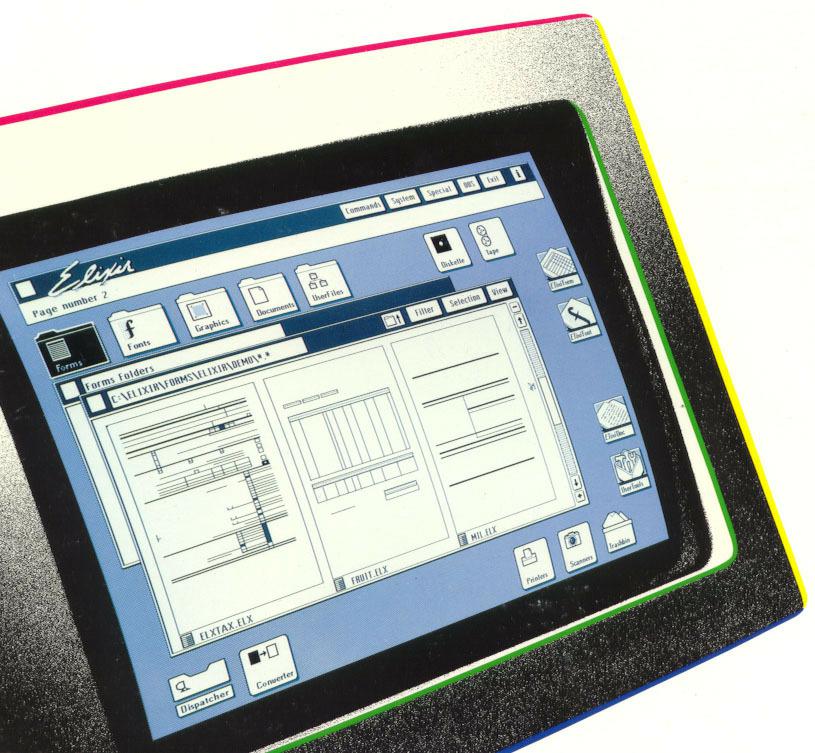 Commands System Special DOS Exit i
Elixir
Page number 2
Diskette
Tape
Forms
Fonts
Graphics
Documents
UserFiles
ElixiForm
ElixiFont
ElixiDoc
UserTools
Forms Folders
Filter Selection View
C:\ELIXIR\FORMS\ELIXIR\DEMO\*.*
ELXTAX.ELX
FRUIT.ELX
MIL.ELX
Printers
Scanners
Trashbin
Dispatcher
Converter